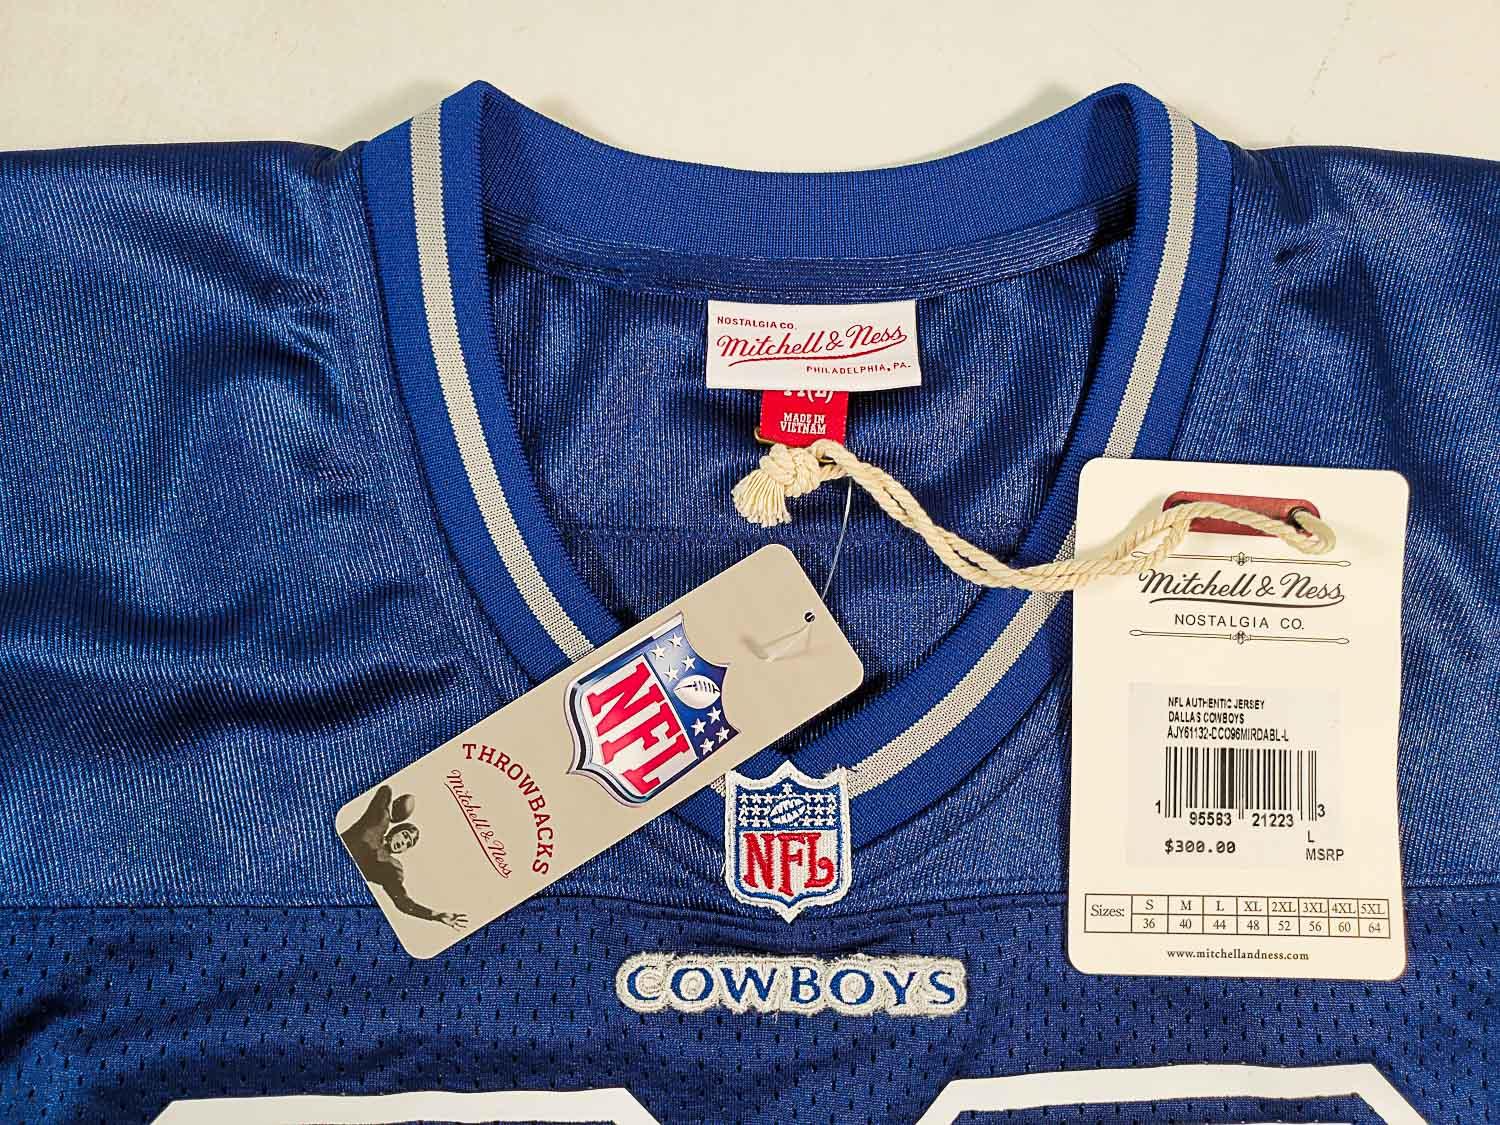 NOSTALGIA CO.
Mitchell & Ness
PHILADELPHIA, PA.
MADE IN
VIETNAM
Mitchell & Ness
NOSTALGIA CO.
NFL AUTHENTIC JERSEY
DALLAS COWBOYS
AJY61132-DCO96MIRDABL-L
1 95563 21223 3
$300.00
L
MSRP
Sizes: S M L XL 2XL 3XL 4XL 5XL
36 40 44 48 52 56 60 64
www.mitchellandness.com
NFL
THROWBACKS
Mitchell & Ness
NFL
COWBOYS